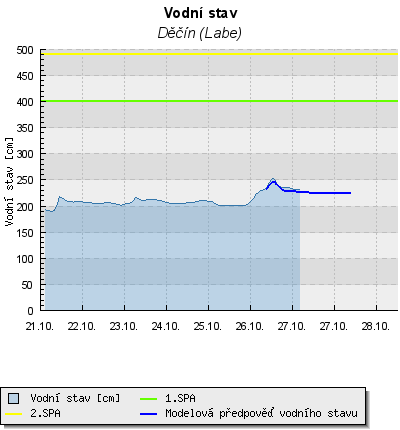 Vodní stav
Děčín (Labe)
Vodní stav [cm]
500
450
400
350
300
250
200
150
100
50
0
21.10. 22.10. 23.10. 24.10. 25.10. 26.10. 27.10. 27.10. 28.10.
Vodní stav [cm] 1.SPA
2.SPA Modelová předpověď vodního stavu